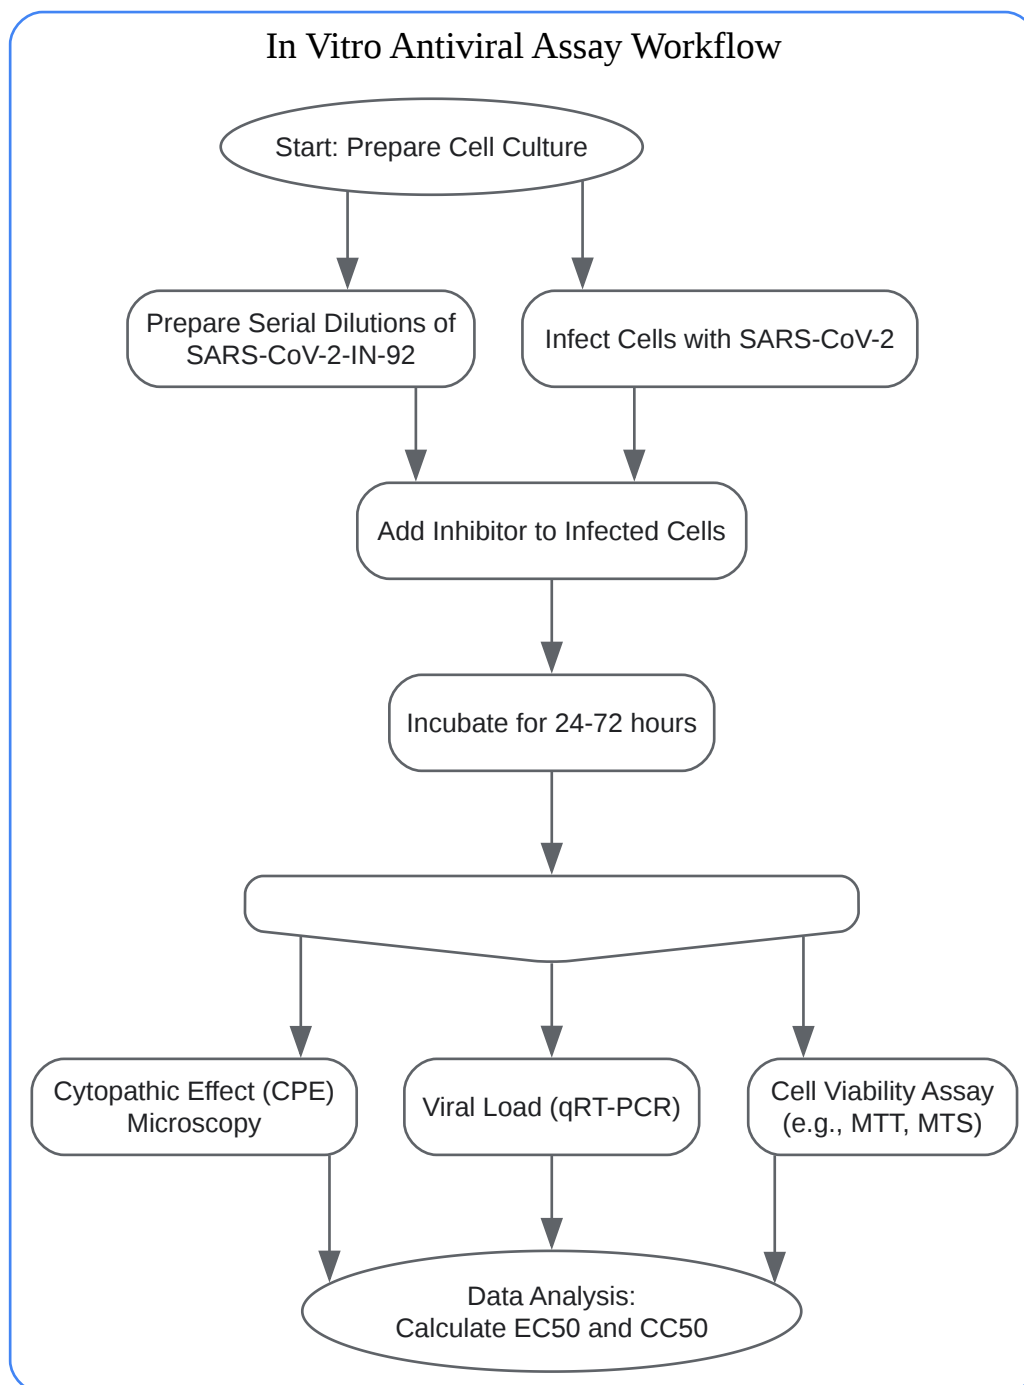 In Vitro Antiviral Assay Workflow
Start: Prepare Cell Culture
Prepare Serial Dilutions of
SARS-CoV-2-IN-92
Infect Cells with SARS-CoV-2
Add Inhibitor to Infected Cells
Incubate for 24-72 hours
Cytopathic Effect (CPE)
Microscopy
Viral Load (qRT-PCR)
Cell Viability Assay
(e.g., MTT, MTS)
Data Analysis:
Calculate EC50 and CC50